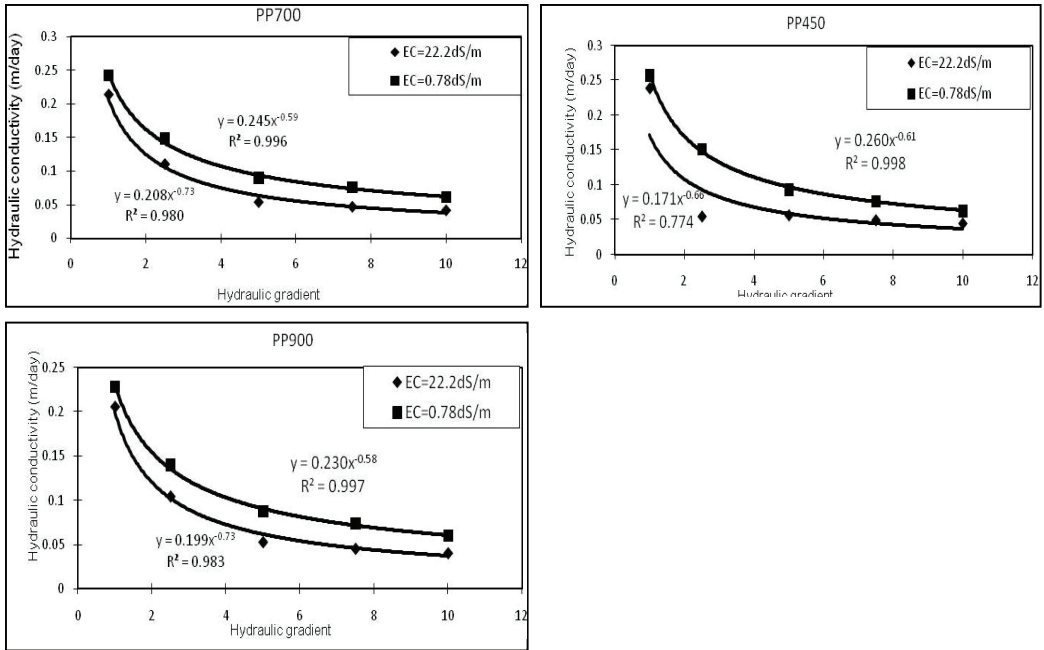 PP700
Hydraulic conductivity (m/day)
0.3
0.25
0.2
0.15
0.1
0.05
0
◆ EC=22.2dS/m
■ EC=0.78dS/m
y = 0.245x^-0.59
R² = 0.996
y = 0.208x^-0.73
R² = 0.980
0 2 4 6 8 10 12
Hydraulic gradient
PP450
Hydraulic conductivity (m/day)
0.3
0.25
0.2
0.15
0.1
0.05
0
◆ EC=22.2dS/m
■ EC=0.78dS/m
y = 0.260x^-0.61
R² = 0.998
y = 0.171x^-0.66
R² = 0.774
0 2 4 6 8 10 12
Hydraulic gradient
PP900
Hydraulic conductivity (m/day)
0.25
0.2
0.15
0.1
0.05
0
◆ EC=22.2dS/m
■ EC=0.78dS/m
y = 0.230x^-0.58
R² = 0.997
y = 0.199x^-0.73
R² = 0.983
0 2 4 6 8 10 12
Hydraulic gradient